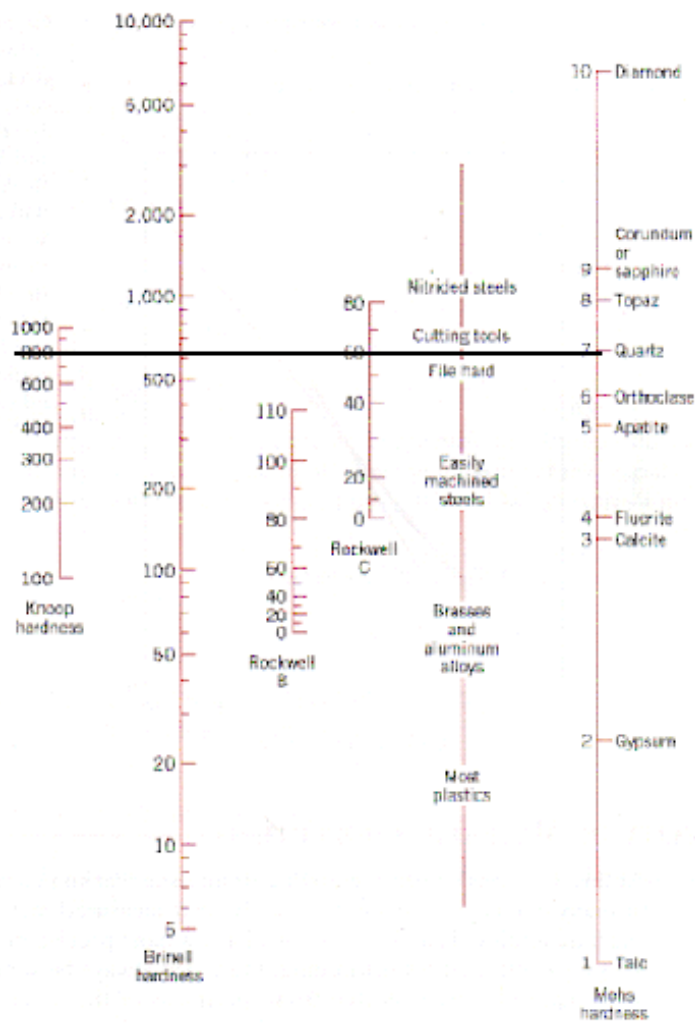 10,000
5,000
2,000
1,000
500
200
100
50
20
10
5
Brinell
hardness
1000
800
600
400
300
200
100
Knoop
hardness
110
100
80
60
40
20
0
Rockwell
B
80
60
40
20
0
Rockwell
C
Nitrided steels
Cutting tools
File hard
Easily
machined
steels
Brasses
and
aluminum
alloys
Most
plastics
10 Diamond
Corundum
or
9 sapphire
8 Topaz
7 Quartz
6 Orthoclase
5 Apatite
4 Fluorite
3 Calcite
2 Gypsum
1 Talc
Mohs
hardness